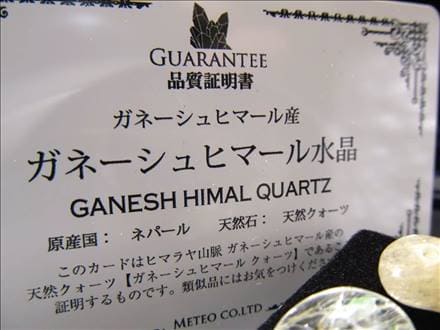 GUARANTEE
品質証明書
ガネーシュヒマール産
ガネーシュヒマール水晶
GANESH HIMAL QUARTZ
原産国： ネパール 天然石： 天然クォーツ
このカードはヒマラヤ山脈 ガネーシュヒマール産の
天然クォーツ【ガネーシュヒマール クォーツ】であるこ
証明するものです。類似品にはお気をつけくださ
METEO CO.LTD